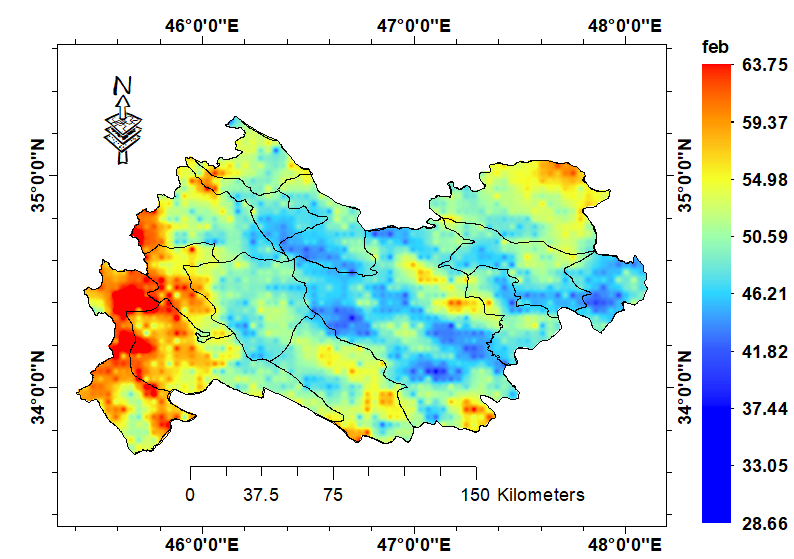 46°0'0"E 47°0'0"E 48°0'0"E
feb
N
63.75
59.37
54.98
50.59
46.21
41.82
37.44
33.05
28.66
35°0'0"N 35°0'0"N
34°0'0"N 34°0'0"N
0 37.5 75 150 Kilometers
46°0'0"E 47°0'0"E 48°0'0"E